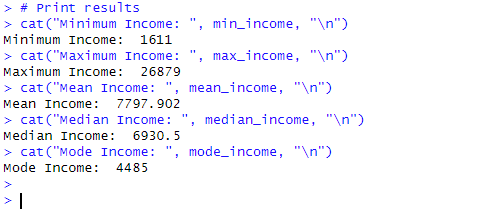 > # Print results
> cat("Minimum Income: ", min_income, "\n")
Minimum Income:  1611
> cat("Maximum Income: ", max_income, "\n")
Maximum Income:  26879
> cat("Mean Income: ", mean_income, "\n")
Mean Income:  7797.902
> cat("Median Income: ", median_income, "\n")
Median Income:  6930.5
> cat("Mode Income: ", mode_income, "\n")
Mode Income:  4485
>
>